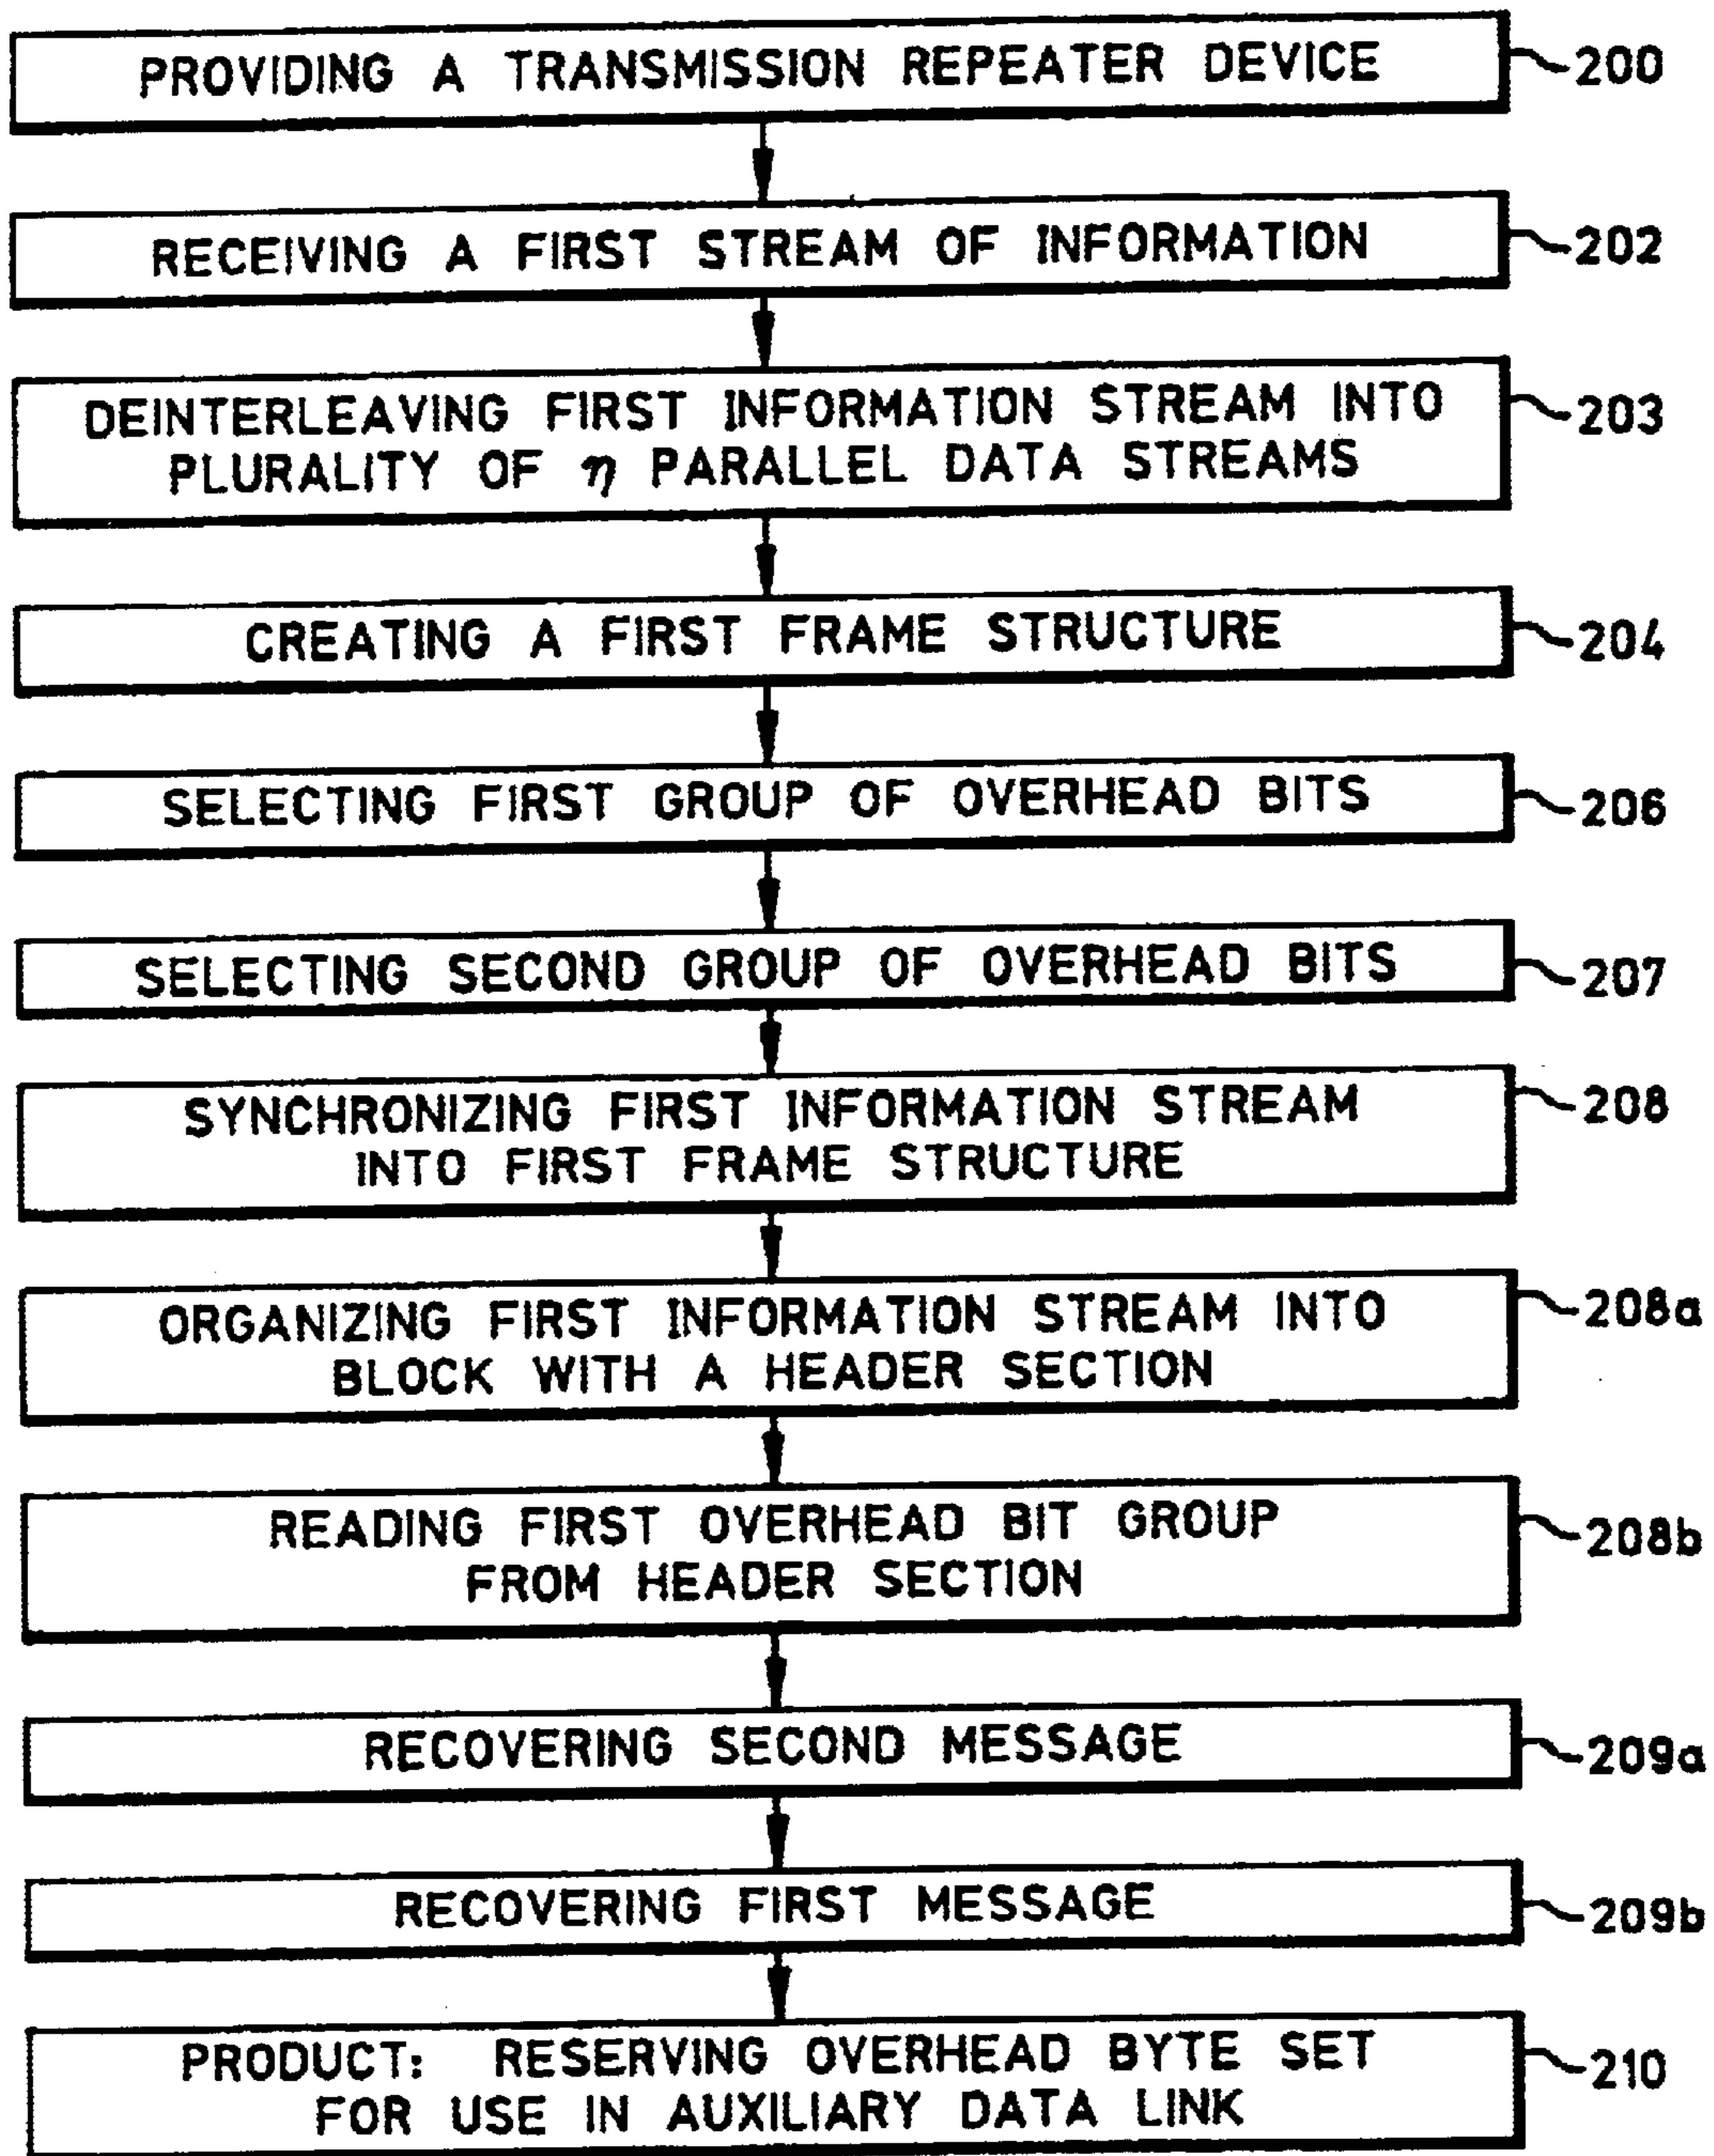 PROVIDING A TRANSMISSION REPEATER DEVICE 200
RECEIVING A FIRST STREAM OF INFORMATION 202
DEINTERLEAVING FIRST INFORMATION STREAM INTO 203
PLURALITY OF η PARALLEL DATA STREAMS
CREATING A FIRST FRAME STRUCTURE 204
SELECTING FIRST GROUP OF OVERHEAD BITS 206
SELECTING SECOND GROUP OF OVERHEAD BITS 207
SYNCHRONIZING FIRST INFORMATION STREAM 208
INTO FIRST FRAME STRUCTURE
ORGANIZING FIRST INFORMATION STREAM INTO 208a
BLOCK WITH A HEADER SECTION
READING FIRST OVERHEAD BIT GROUP 208b
FROM HEADER SECTION
RECOVERING SECOND MESSAGE 209a
RECOVERING FIRST MESSAGE 209b
PRODUCT: RESERVING OVERHEAD BYTE SET 210
FOR USE IN AUXILIARY DATA LINK